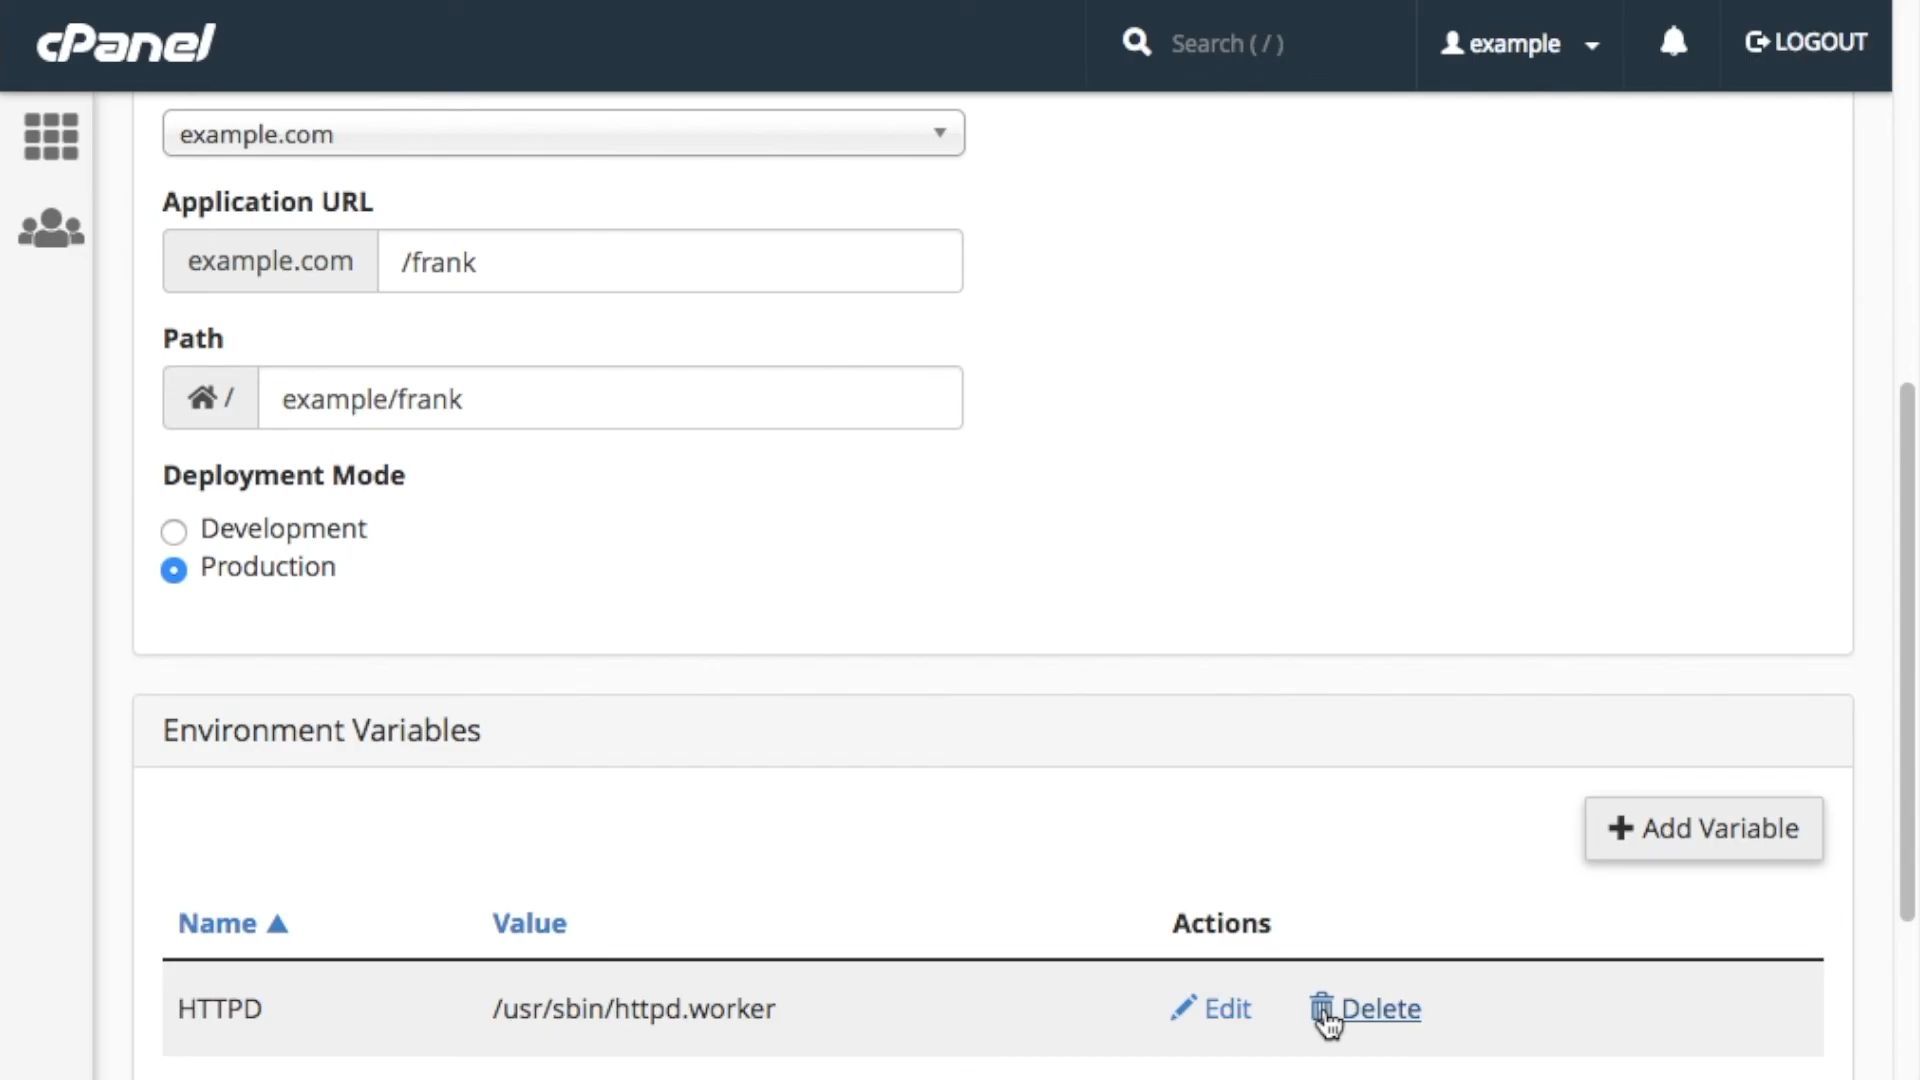 cPanel
Search ( / )
example
LOGOUT
example.com
Application URL
example.com
/frank
Path
/
example/frank
Deployment Mode
Development
Production
Environment Variables
Add Variable
Name
Value
Actions
HTTPD
/usr/sbin/httpd.worker
Edit
Delete